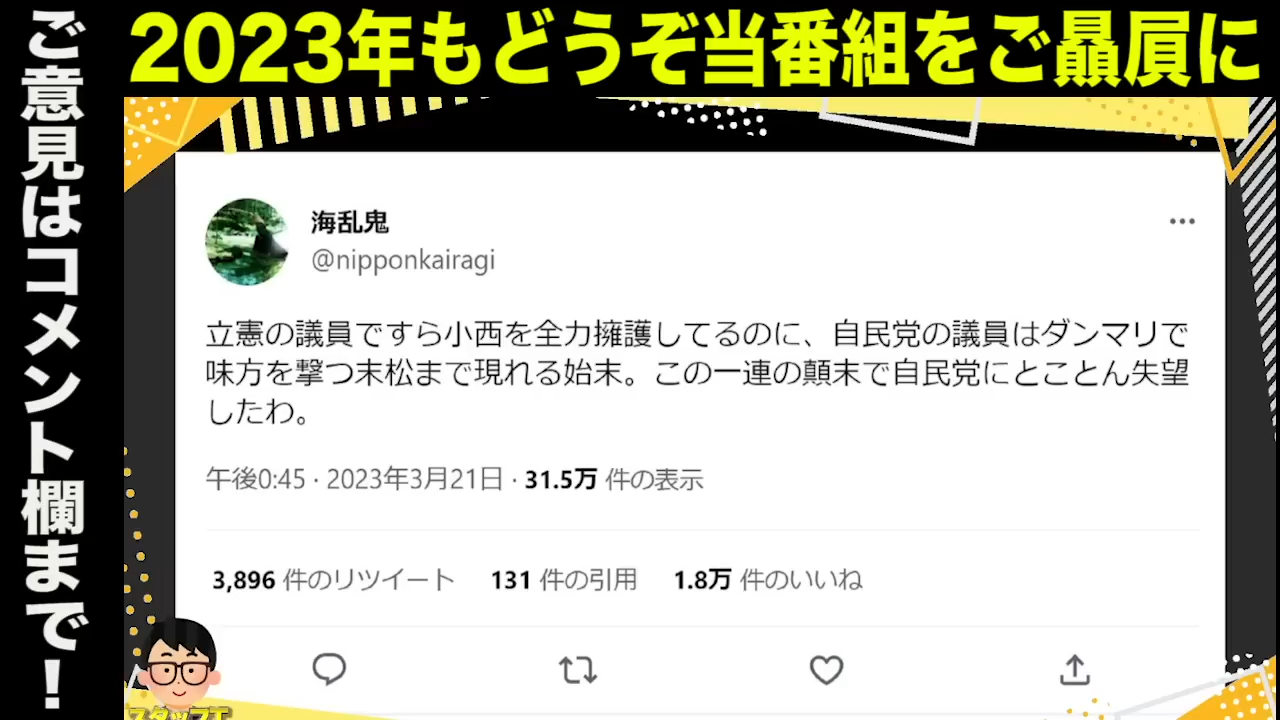 2023年もどうぞ当番組をご贔屓に
ご意見はコメント欄まで!
海乱鬼
@nipponkairagi
立憲の議員ですら小西を全力擁護してるのに、自民党の議員はダンマリで
味方を撃つ末松まで現れる始末。この一連の顛末で自民党にとことん失望
したわ。
午後0:45 · 2023年3月21日 · 31.5万 件の表示
3,896 件のリツイート 131 件の引用 1.8万 件のいいね
スタッフT